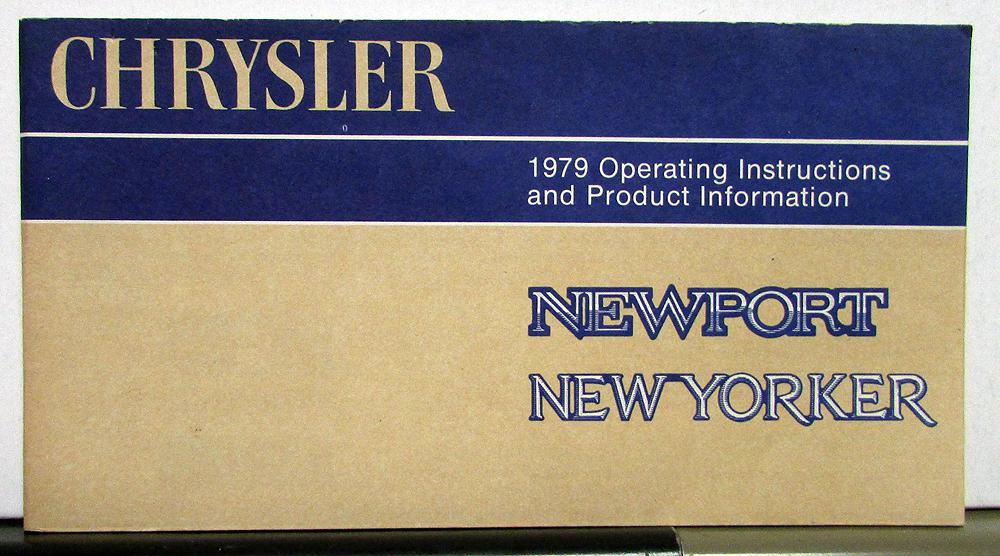 CHRYSLER
1979 Operating Instructions
and Product Information
NEWPORT
NEW YORKER